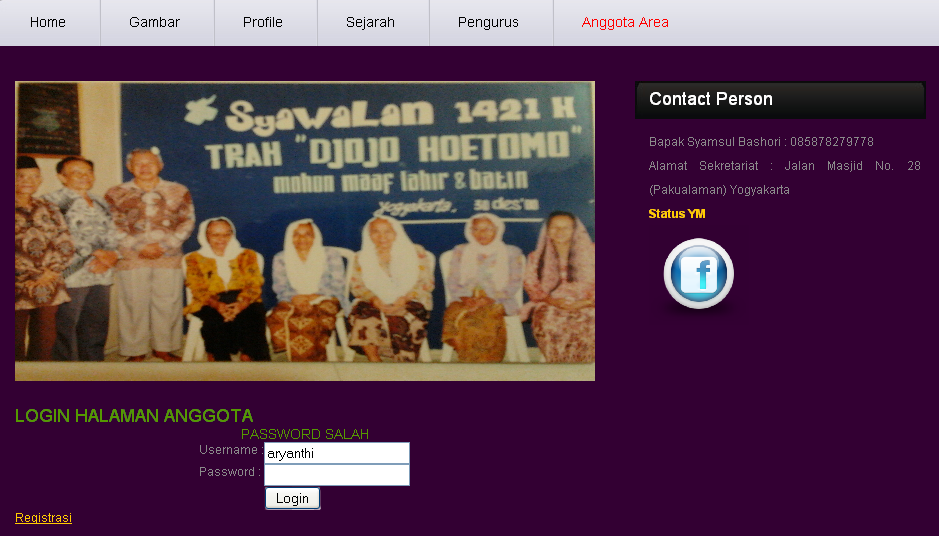 Home
Gambar
Profile
Sejarah
Pengurus
Anggota Area
Syawalan 1421 H
TRAH "DJOJO HOETOMO"
mohon maaf lahir & batin
Yogyakarta, 30 des'00
Contact Person
Bapak Syamsul Bashori : 085878279778
Alamat Sekretariat : Jalan Masjid No. 28
(Pakualaman) Yogyakarta
Status YM
f
LOGIN HALAMAN ANGGOTA
PASSWORD SALAH
Username : aryanthi
Password :
Login
Registrasi